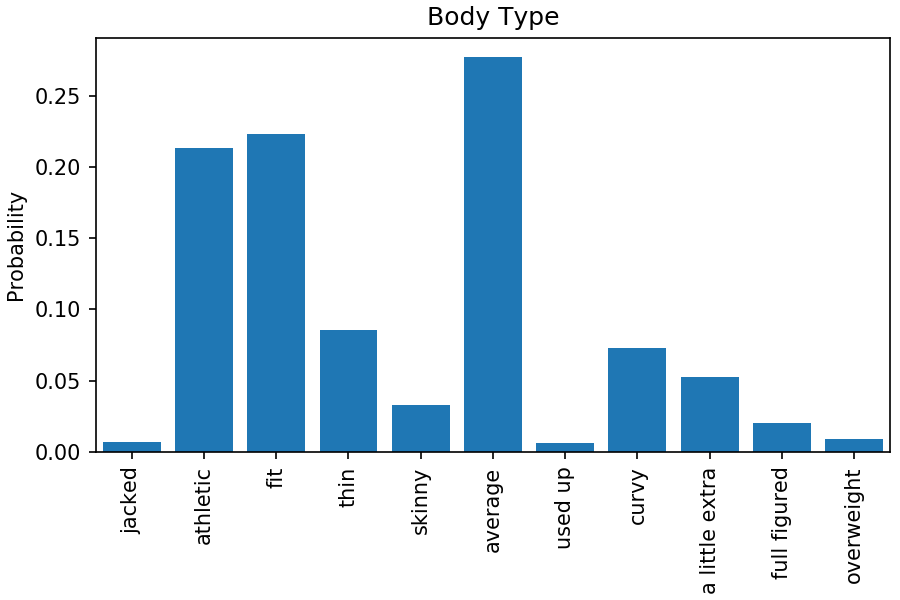 Body Type
Probability
0.25
0.20
0.15
0.10
0.05
0.00
jacked
athletic
fit
thin
skinny
average
used up
curvy
a little extra
full figured
overweight